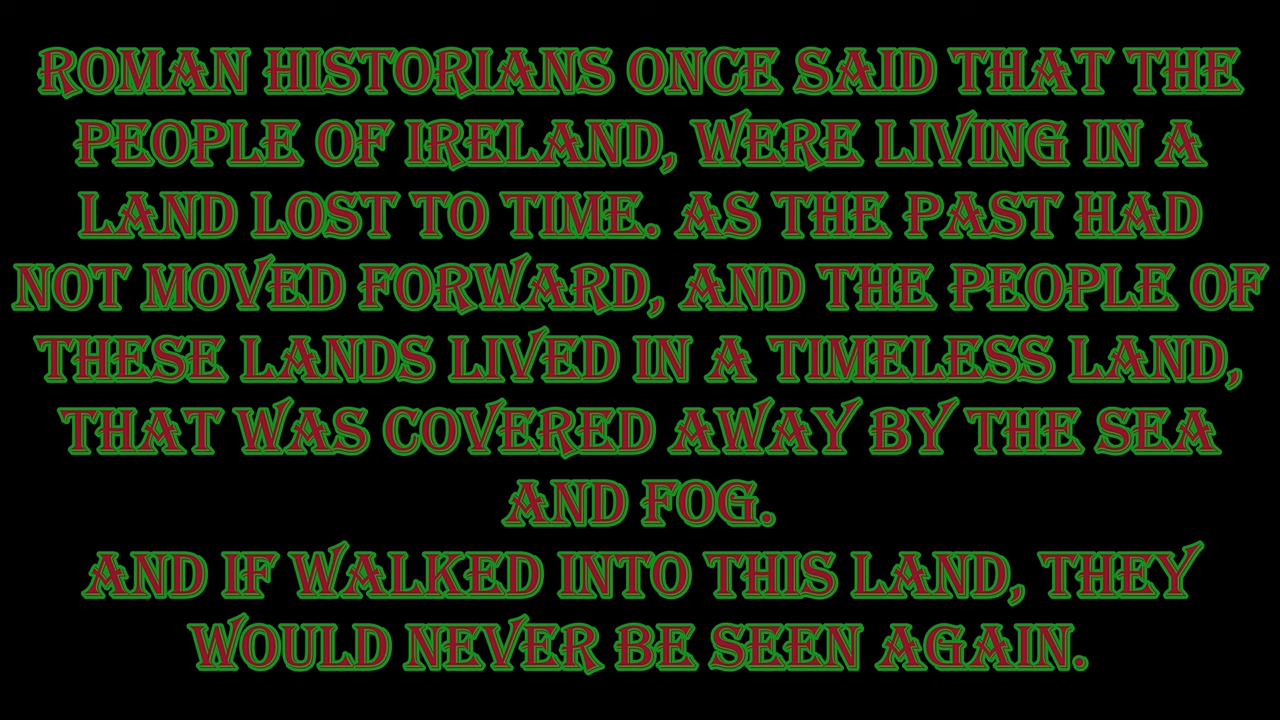 ROMAN HISTORIANS ONCE SAID THAT THE
PEOPLE OF IRELAND, WERE LIVING IN A
LAND LOST TO TIME. AS THE PAST HAD
NOT MOVED FORWARD, AND THE PEOPLE OF
THESE LANDS LIVED IN A TIMELESS LAND,
THAT WAS COVERED AWAY BY THE SEA
AND FOG.
AND IF WALKED INTO THIS LAND, THEY
WOULD NEVER BE SEEN AGAIN.